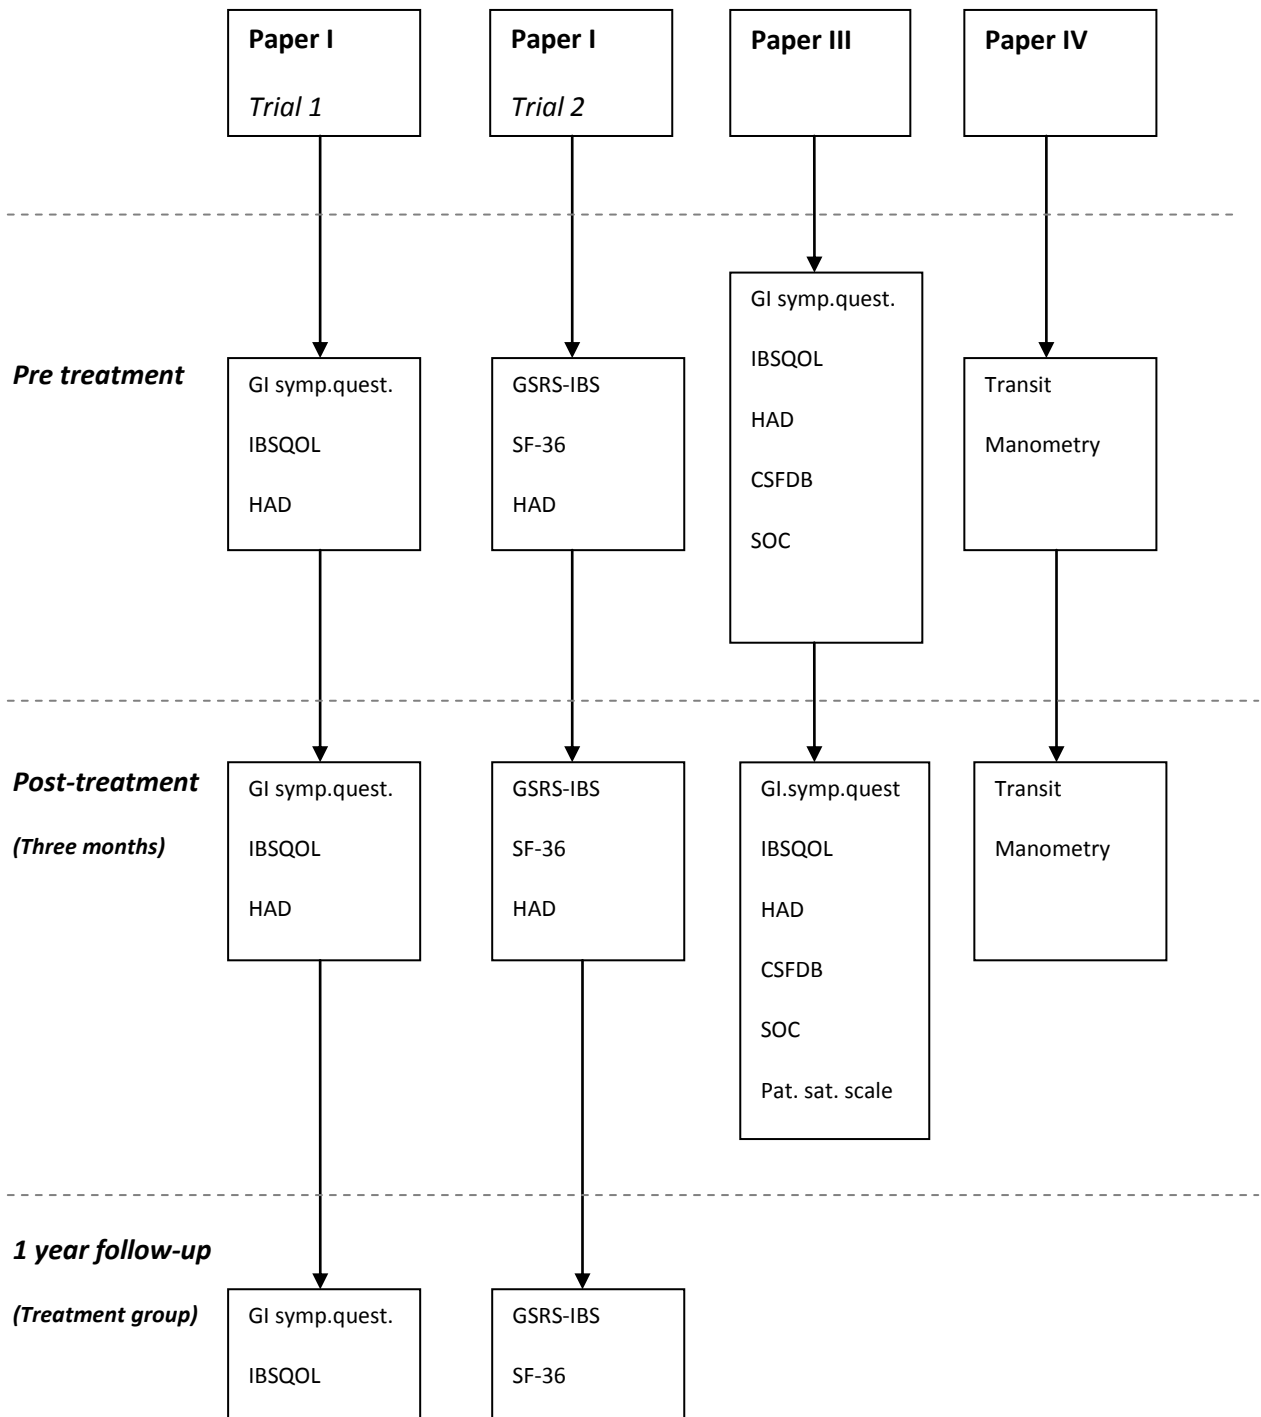 Paper I
Trial 1
Paper I
Trial 2
Paper III
Paper IV
Pre treatment
GI symp.quest.
IBSQOL
HAD
GSRS-IBS
SF-36
HAD
GI symp.quest.
IBSQOL
HAD
CSFDB
SOC
Transit
Manometry
Post-treatment
(Three months)
GI symp.quest.
IBSQOL
HAD
GSRS-IBS
SF-36
HAD
GI.symp.quest
IBSQOL
HAD
CSFDB
SOC
Pat. sat. scale
Transit
Manometry
1 year follow-up
(Treatment group)
GI symp.quest.
IBSQOL
GSRS-IBS
SF-36